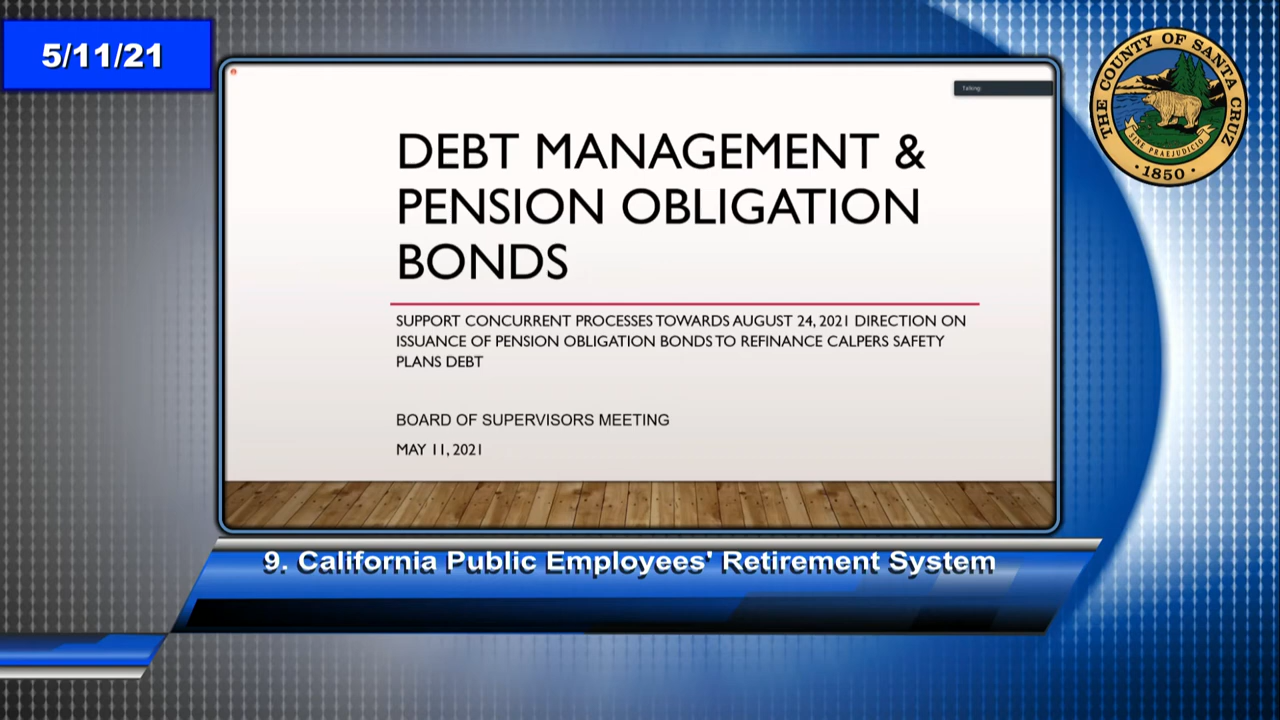 5/11/21
THE COUNTY OF SANTA CRUZ
SINE PRAEJUDICIO
• 1850 •
Talking:
DEBT MANAGEMENT &
PENSION OBLIGATION
BONDS
SUPPORT CONCURRENT PROCESSES TOWARDS AUGUST 24, 2021 DIRECTION ON
ISSUANCE OF PENSION OBLIGATION BONDS TO REFINANCE CALPERS SAFETY
PLANS DEBT
BOARD OF SUPERVISORS MEETING
MAY 11, 2021
9. California Public Employees' Retirement System